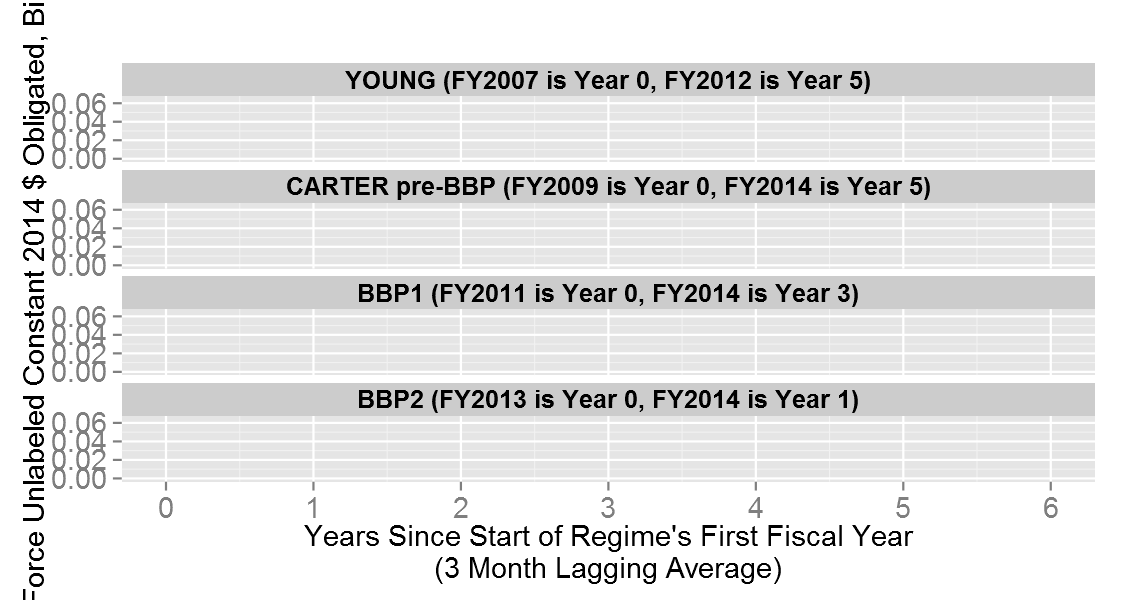 Force Unlabeled Constant 2014 $ Obligated, Bi
YOUNG (FY2007 is Year 0, FY2012 is Year 5)
0.06
0.04
0.02
0.00
CARTER pre-BBP (FY2009 is Year 0, FY2014 is Year 5)
0.06
0.04
0.02
0.00
BBP1 (FY2011 is Year 0, FY2014 is Year 3)
0.06
0.04
0.02
0.00
BBP2 (FY2013 is Year 0, FY2014 is Year 1)
0.06
0.04
0.02
0.00
0 1 2 3 4 5 6
Years Since Start of Regime's First Fiscal Year
(3 Month Lagging Average)